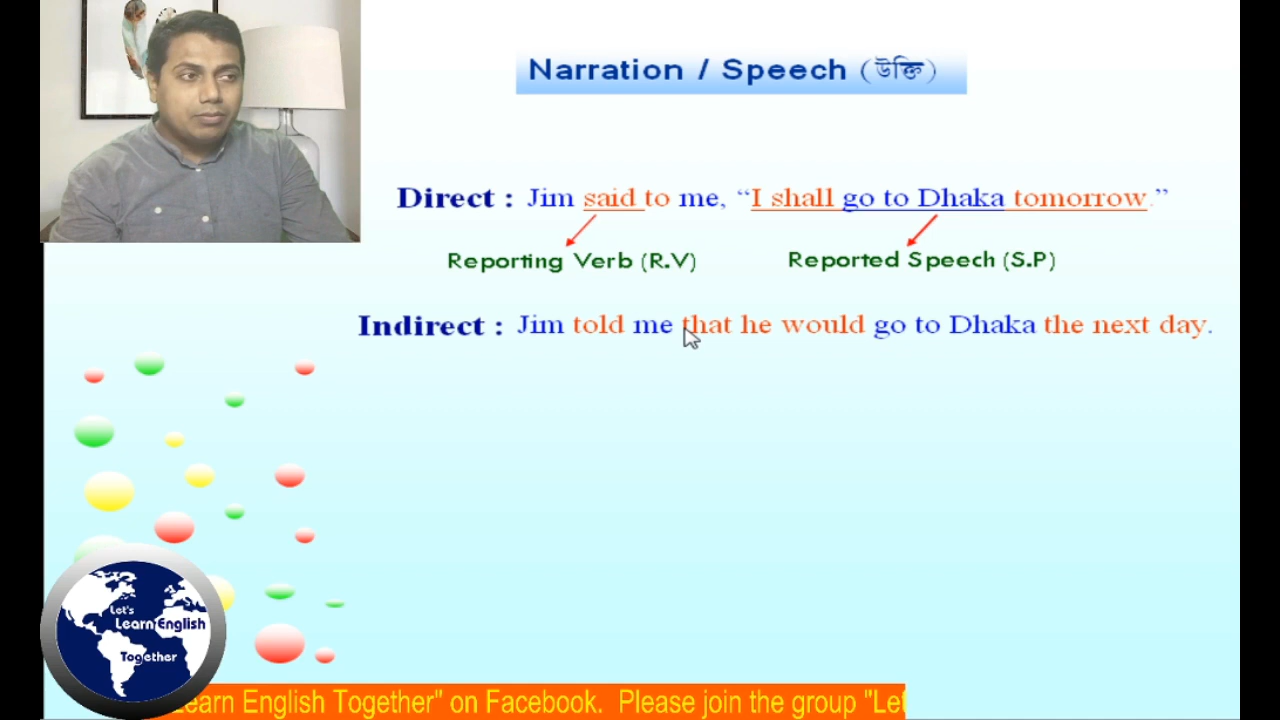 Narration / Speech (উক্তি)
Direct : Jim said to me, “I shall go to Dhaka tomorrow.”
Reporting Verb (R.V) Reported Speech (S.P)
Indirect : Jim told me that he would go to Dhaka the next day.
Let's
Learn English
Together
Learn English Together" on Facebook. Please join the group "Let